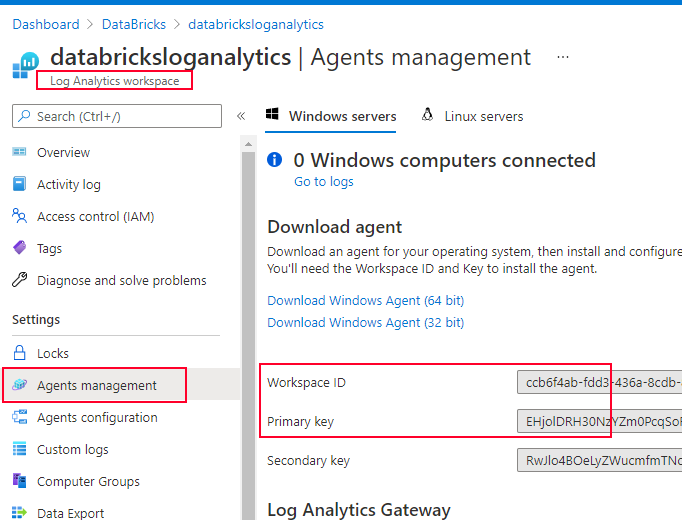 Dashboard > DataBricks > databricksloganalytics
databricksloganalytics | Agents management ...
Log Analytics workspace
Search (Ctrl+/)
«
Windows servers
Linux servers
Overview
Activity log
Access control (IAM)
Tags
Diagnose and solve problems
Settings
Locks
Agents management
Agents configuration
Custom logs
Computer Groups
Data Export
0 Windows computers connected
Go to logs
Download agent
Download an agent for your operating system, then install and configure
You'll need the Workspace ID and Key to install the agent.
Download Windows Agent (64 bit)
Download Windows Agent (32 bit)
Workspace ID
ccb6f4ab-fdd3-436a-8cdb-
Primary key
EHjolDRH30NzYZm0PcqSoF
Secondary key
RwJlo4BOeLyZWucmfmTNc
Log Analytics Gateway